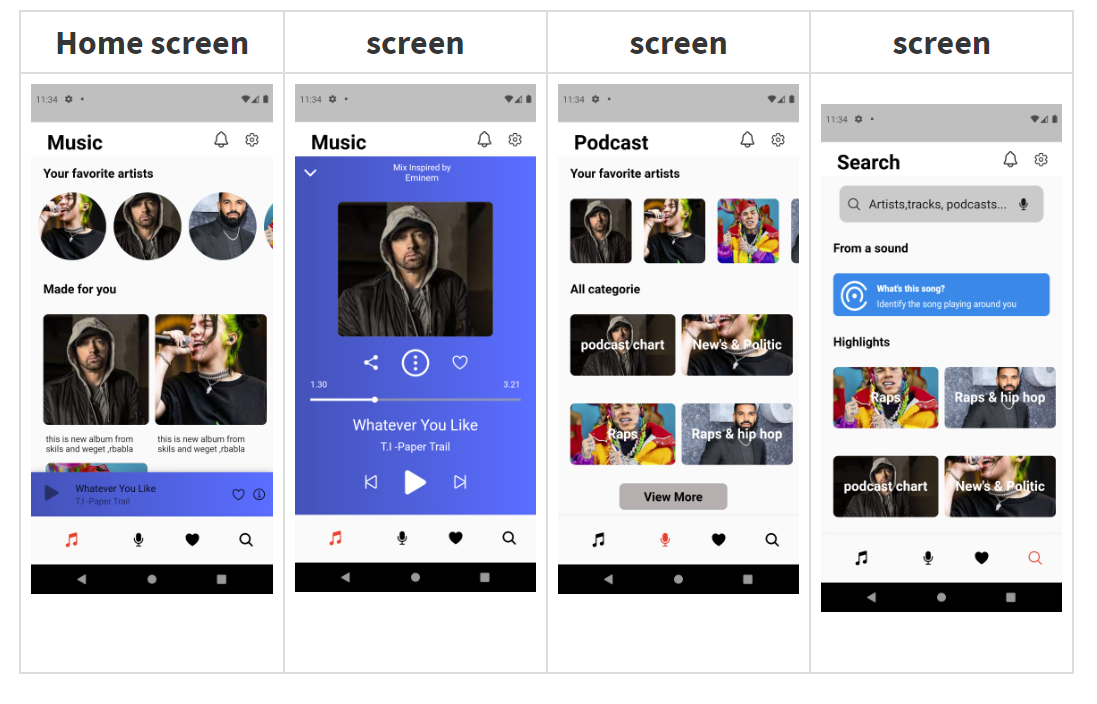 Home screen
screen
screen
screen
11:34
Music
Your favorite artists
Made for you
this is new album from
skils and weget ,rbabla
this is new album from
skils and weget ,rbabla
Whatever You Like
T.I -Paper Trail
11:34
Music
Mix Inspired by
Eminem
1.30
3.21
Whatever You Like
T.I -Paper Trail
11:34
Podcast
Your favorite artists
All categorie
podcast chart
New's & Politic
Raps
Raps & hip hop
View More
11:34
Search
Artists,tracks, podcasts...
From a sound
What's this song?
Identify the song playing around you
Highlights
Raps
Raps & hip hop
podcast chart
New's & Politic